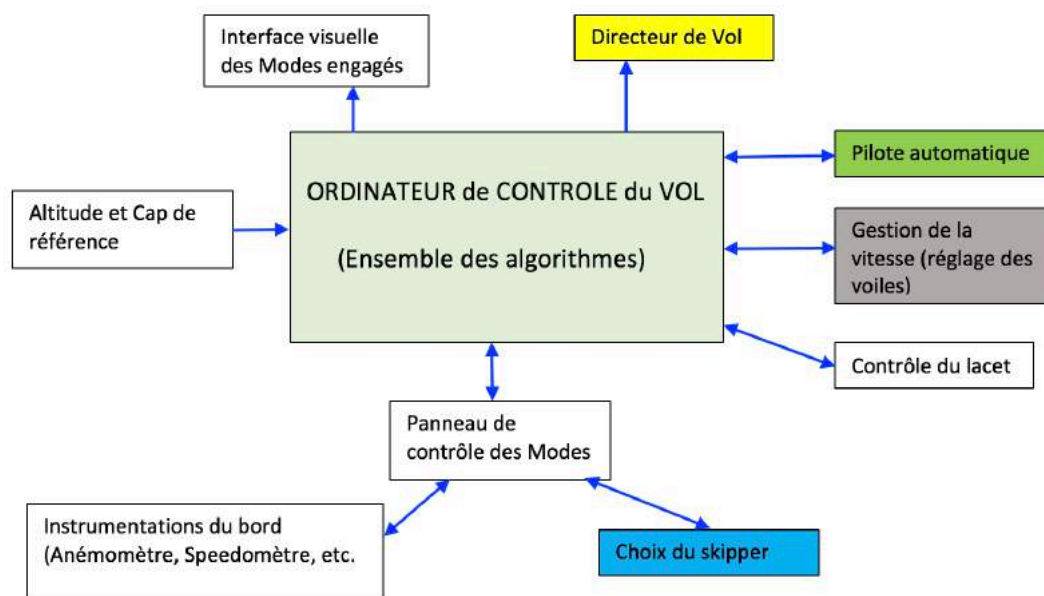 Interface visuelle
des Modes engagés
Directeur de Vol
ORDINATEUR de CONTROLE du VOL
(Ensemble des algorithmes)
Pilote automatique
Altitude et Cap de
référence
Gestion de la
vitesse (réglage des
voiles)
Contrôle du lacet
Panneau de
contrôle des Modes
Instrumentations du bord
(Anémomètre, Speedomètre, etc.
Choix du skipper